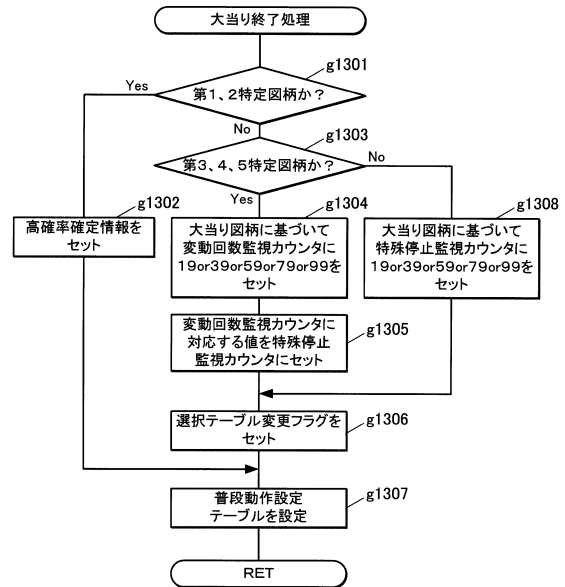 大当り終了処理
g1301
第1、2特定図柄か?
Yes
No
g1303
第3、4、5特定図柄か?
No
Yes
g1302
高確率確定情報を
セット
g1304
大当り図柄に基づいて
変動回数監視カウンタに
19or39or59or79or99を
セット
g1308
大当り図柄に基づいて
特殊停止監視カウンタに
19or39or59or79or99を
セット
変動回数監視カウンタに
対応する値を特殊停止
監視カウンタにセット
g1305
選択テーブル変更フラグを
セット
g1306
普段動作設定
テーブルを設定
g1307
RET